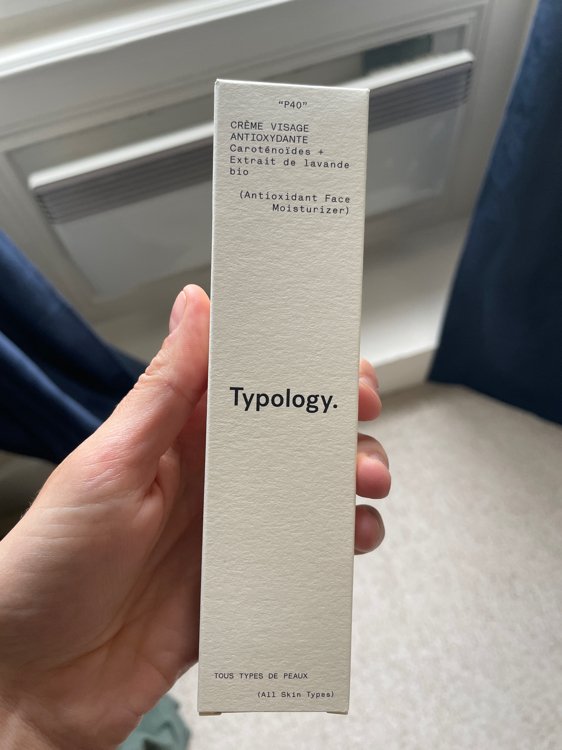 “P40”
CRÈME VISAGE
ANTIOXYDANTE
Caroténoïdes +
Extrait de lavande
bio
(Antioxidant Face
Moisturizer)
Typology.
TOUS TYPES DE PEAUX
(All Skin Types)